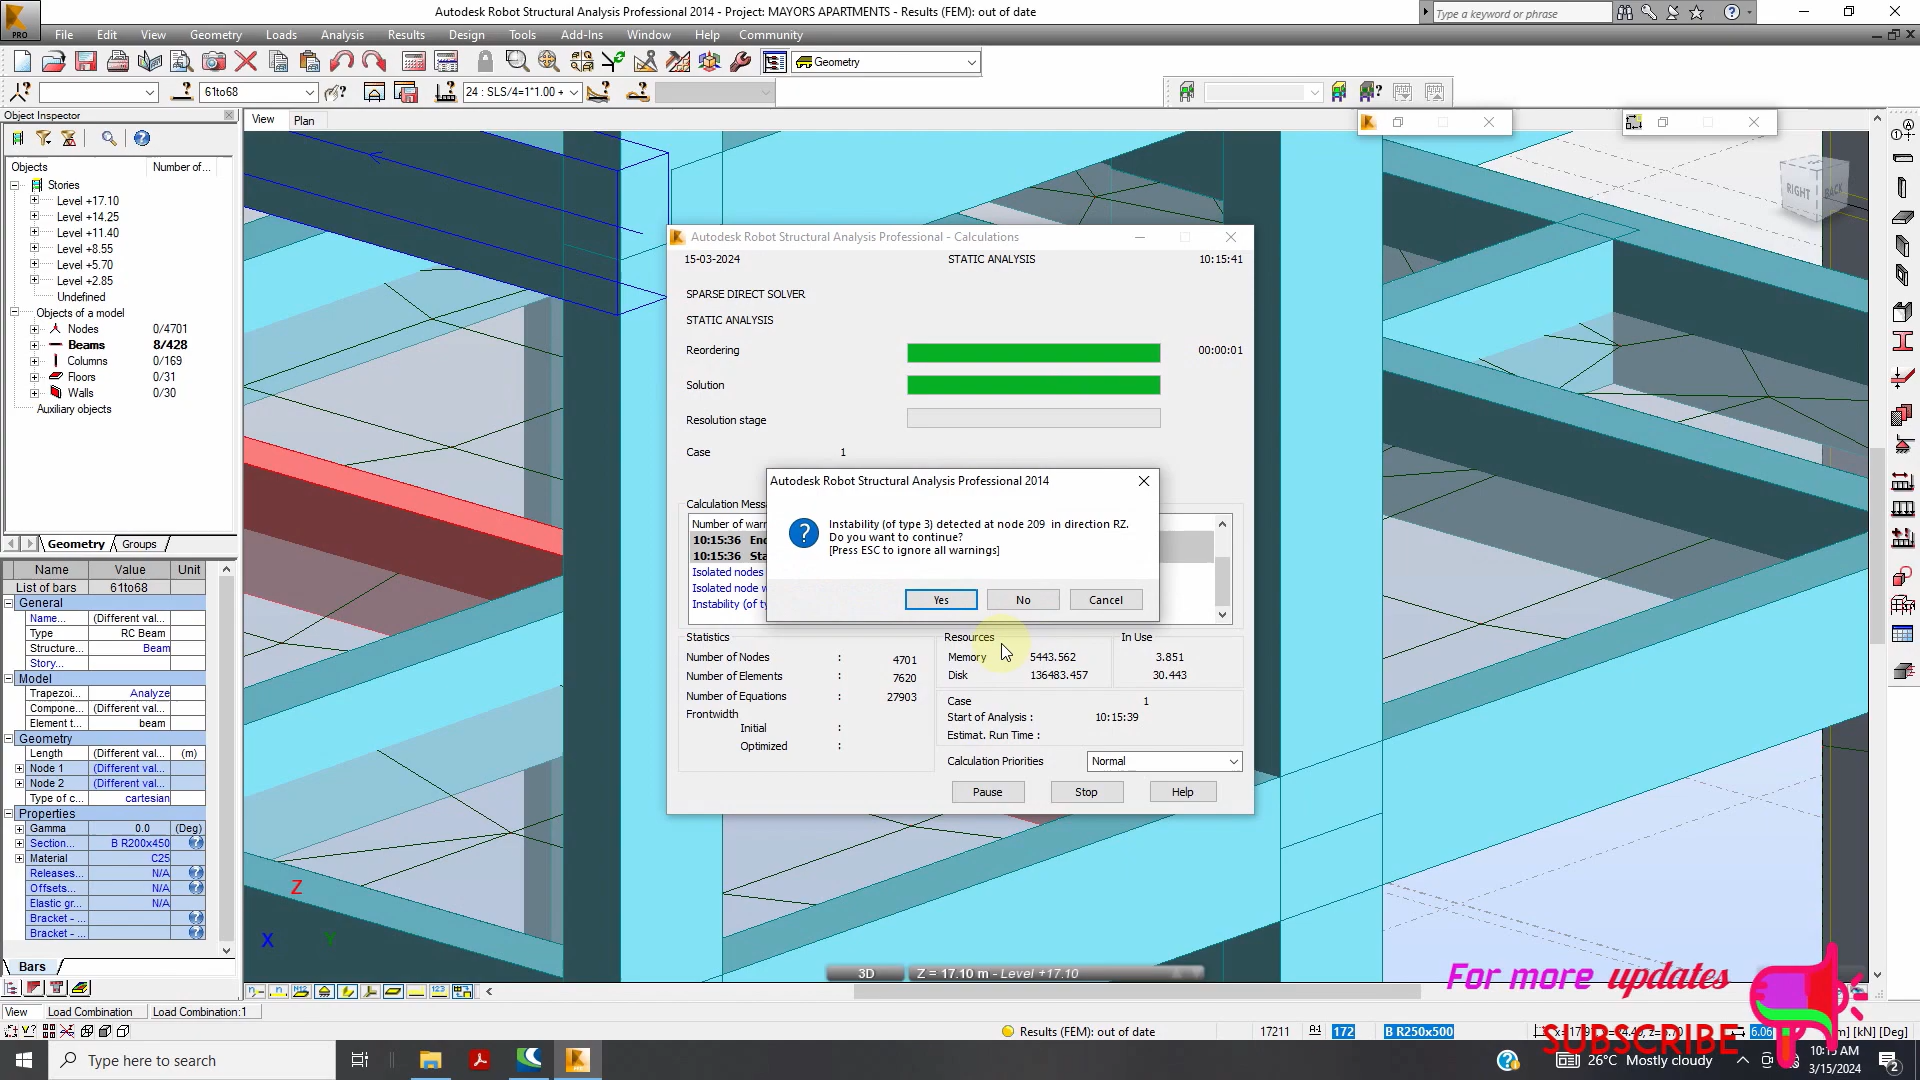 Autodesk Robot Structural Analysis Professional 2014 - Project: MAYORS APARTMENTS - Results (FEM): out of date
Type a keyword or phrase
PRO
File Edit View Geometry Loads Analysis Results Design Tools Add-Ins Window Help Community
Geometry
61to68
24 : SLS/4=1*1.00 +
Object Inspector
View Plan
Objects Number of...
Stories
Level +17.10
Level +14.25
Level +11.40
Level +8.55
Level +5.70
Level +2.85
Undefined
Objects of a model
Nodes 0/4701
Beams 8/428
Columns 0/169
Floors 0/31
Walls 0/30
Auxiliary objects
Geometry Groups
Name Value Unit
List of bars 61to68
General
Name... (Different val...
Type RC Beam
Structure... Beam
Story...
Model
Trapezoi... Analyze
Compone... (Different val...
Element t... beam
Geometry
Length (Different val... (m)
Node 1 (Different val...
Node 2 (Different val...
Type of c... cartesian
Properties
Gamma 0.0 (Deg)
Section... B R200x450
Material C25
Releases... N/A
Offsets... N/A
Elastic gr... N/A
Bracket - ...
Bracket - ...
Bars
RIGHT BACK
Autodesk Robot Structural Analysis Professional - Calculations
15-03-2024 STATIC ANALYSIS 10:15:41
SPARSE DIRECT SOLVER
STATIC ANALYSIS
Reordering 00:00:01
Solution
Resolution stage
Case 1
Calculation Mess
Number of warn
10:15:36 End
10:15:36 Sta
Isolated nodes
Isolated node w
Instability (of ty
Autodesk Robot Structural Analysis Professional 2014
Instability (of type 3) detected at node 209 in direction RZ.
Do you want to continue?
[Press ESC to ignore all warnings]
Yes No Cancel
Statistics
Number of Nodes : 4701
Number of Elements : 7620
Number of Equations : 27903
Frontwidth
Initial :
Optimized :
Resources In Use
Memory 5443.562 3.851
Disk 136483.457 30.443
Case 1
Start of Analysis : 10:15:39
Estimat. Run Time :
Calculation Priorities Normal
Pause Stop Help
Z
X
Y
3D Z = 17.10 m - Level +17.10
For more updates
SUBSCRIBE
View Load Combination Load Combination:1
Results (FEM): out of date 17211 172 B R250x500
6.06 [kN] [Deg]
Type here to search
26°C Mostly cloudy
3/15/2024
2